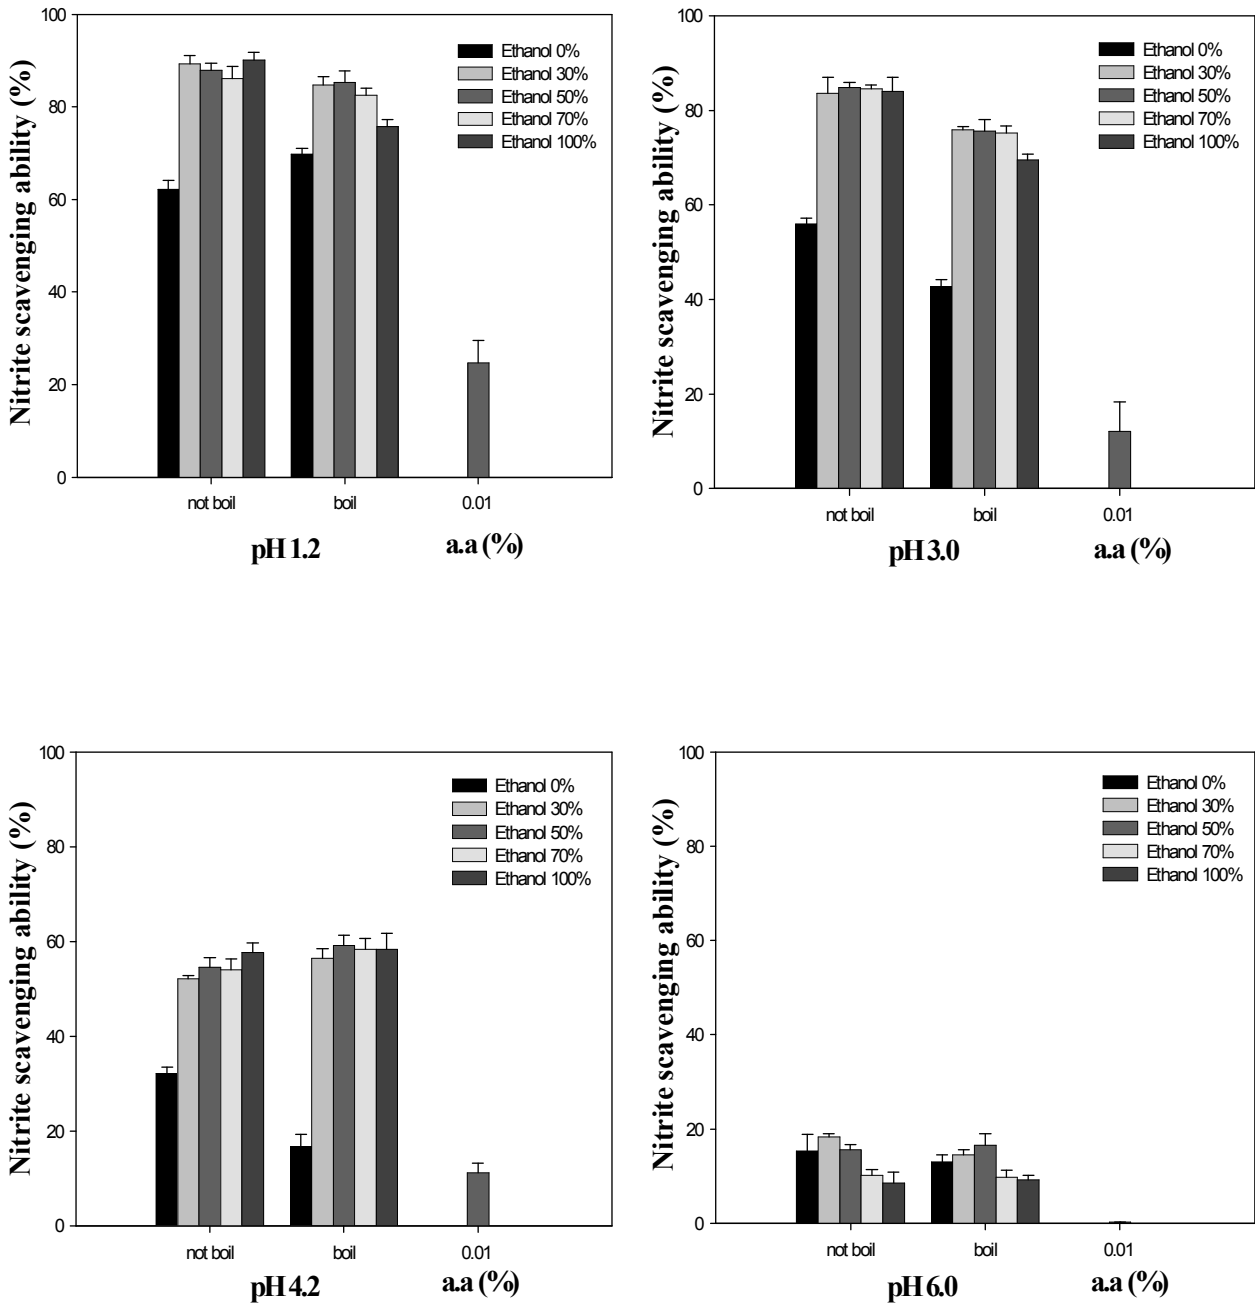 Nitrite scavenging ability (%)
100
80
60
40
20
0
Ethanol 0%
Ethanol 30%
Ethanol 50%
Ethanol 70%
Ethanol 100%
not boil
boil
0.01
pH 1.2
a.a (%)
Nitrite scavenging ability (%)
100
80
60
40
20
0
Ethanol 0%
Ethanol 30%
Ethanol 50%
Ethanol 70%
Ethanol 100%
not boil
boil
0.01
pH 3.0
a.a (%)
Nitrite scavenging ability (%)
100
80
60
40
20
0
Ethanol 0%
Ethanol 30%
Ethanol 50%
Ethanol 70%
Ethanol 100%
not boil
boil
0.01
pH 4.2
a.a (%)
Nitrite scavenging ability (%)
100
80
60
40
20
0
Ethanol 0%
Ethanol 30%
Ethanol 50%
Ethanol 70%
Ethanol 100%
not boil
boil
0.01
pH 6.0
a.a (%)